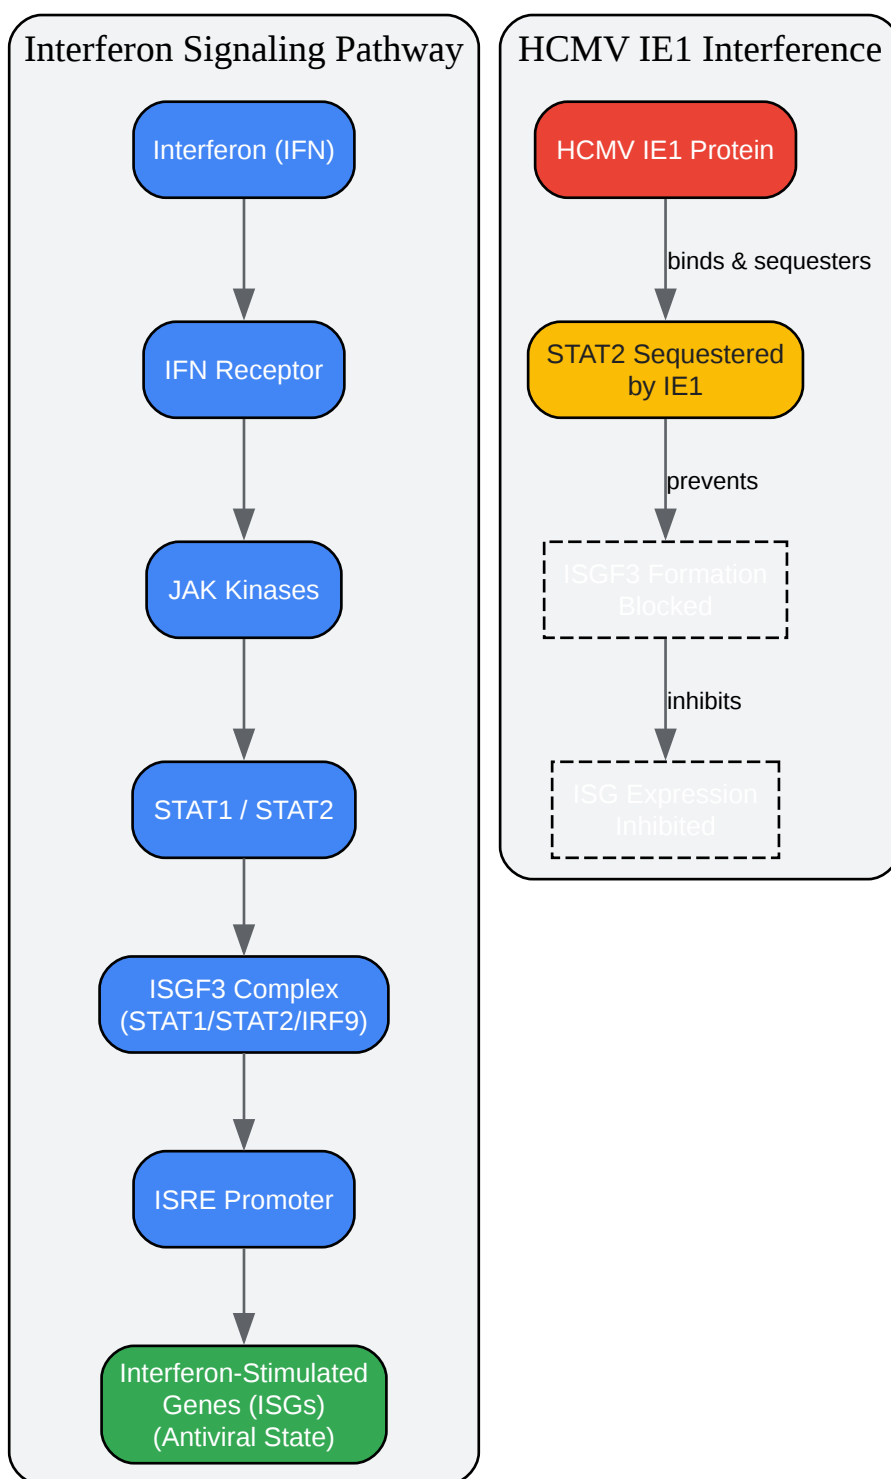 Interferon Signaling Pathway
Interferon (IFN)
IFN Receptor
JAK Kinases
STAT1 / STAT2
ISGF3 Complex
(STAT1/STAT2/IRF9)
ISRE Promoter
Interferon-Stimulated
Genes (ISGs)
(Antiviral State)
HCMV IE1 Interference
HCMV IE1 Protein
binds & sequesters
STAT2 Sequestered
by IE1
prevents
ISGF3 Formation
Blocked
inhibits
ISG Expression
Inhibited